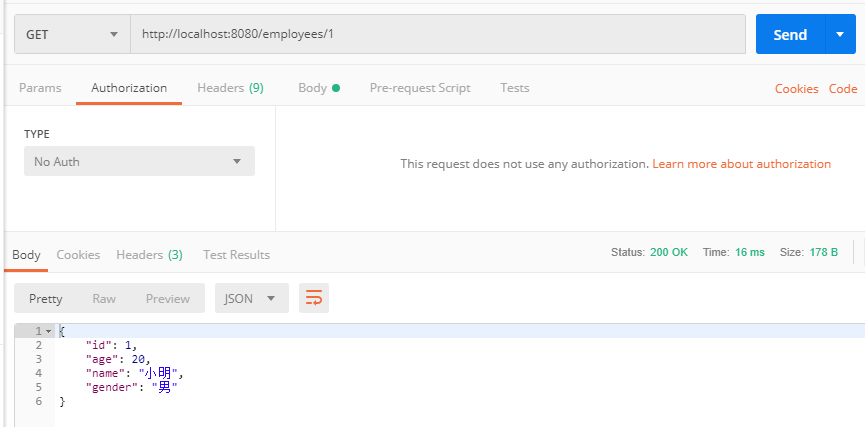 GET http://localhost:8080/employees/1 Send
Params Authorization Headers (9) Body Pre-request Script Tests Cookies Code
TYPE
No Auth
This request does not use any authorization. Learn more about authorization
Body Cookies Headers (3) Test Results Status: 200 OK Time: 16 ms Size: 178 B
Pretty Raw Preview JSON
1 {
2 "id": 1,
3 "age": 20,
4 "name": "小明",
5 "gender": "男"
6 }